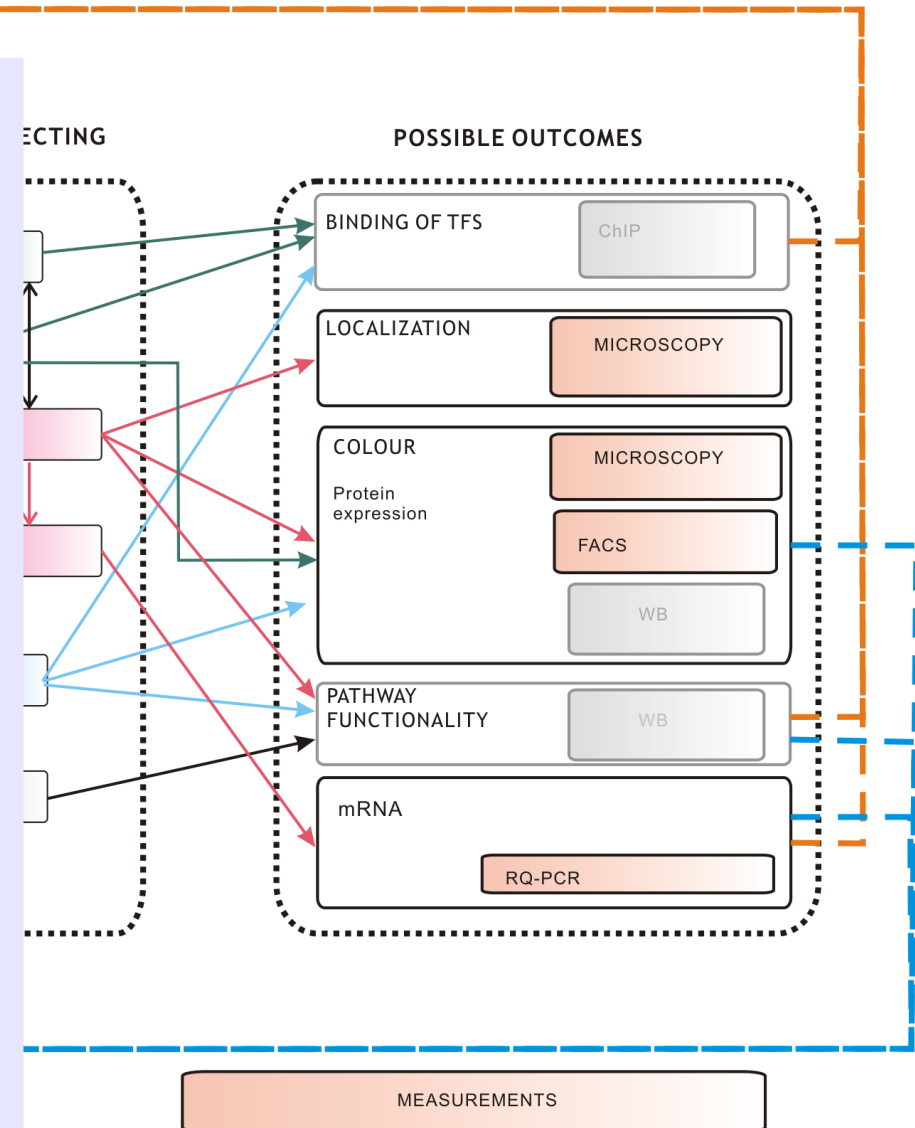 ECTING
POSSIBLE OUTCOMES
BINDING OF TFS
ChIP
LOCALIZATION
MICROSCOPY
COLOUR
MICROSCOPY
Protein
expression
FACS
WB
PATHWAY
FUNCTIONALITY
WB
mRNA
RQ-PCR
MEASUREMENTS